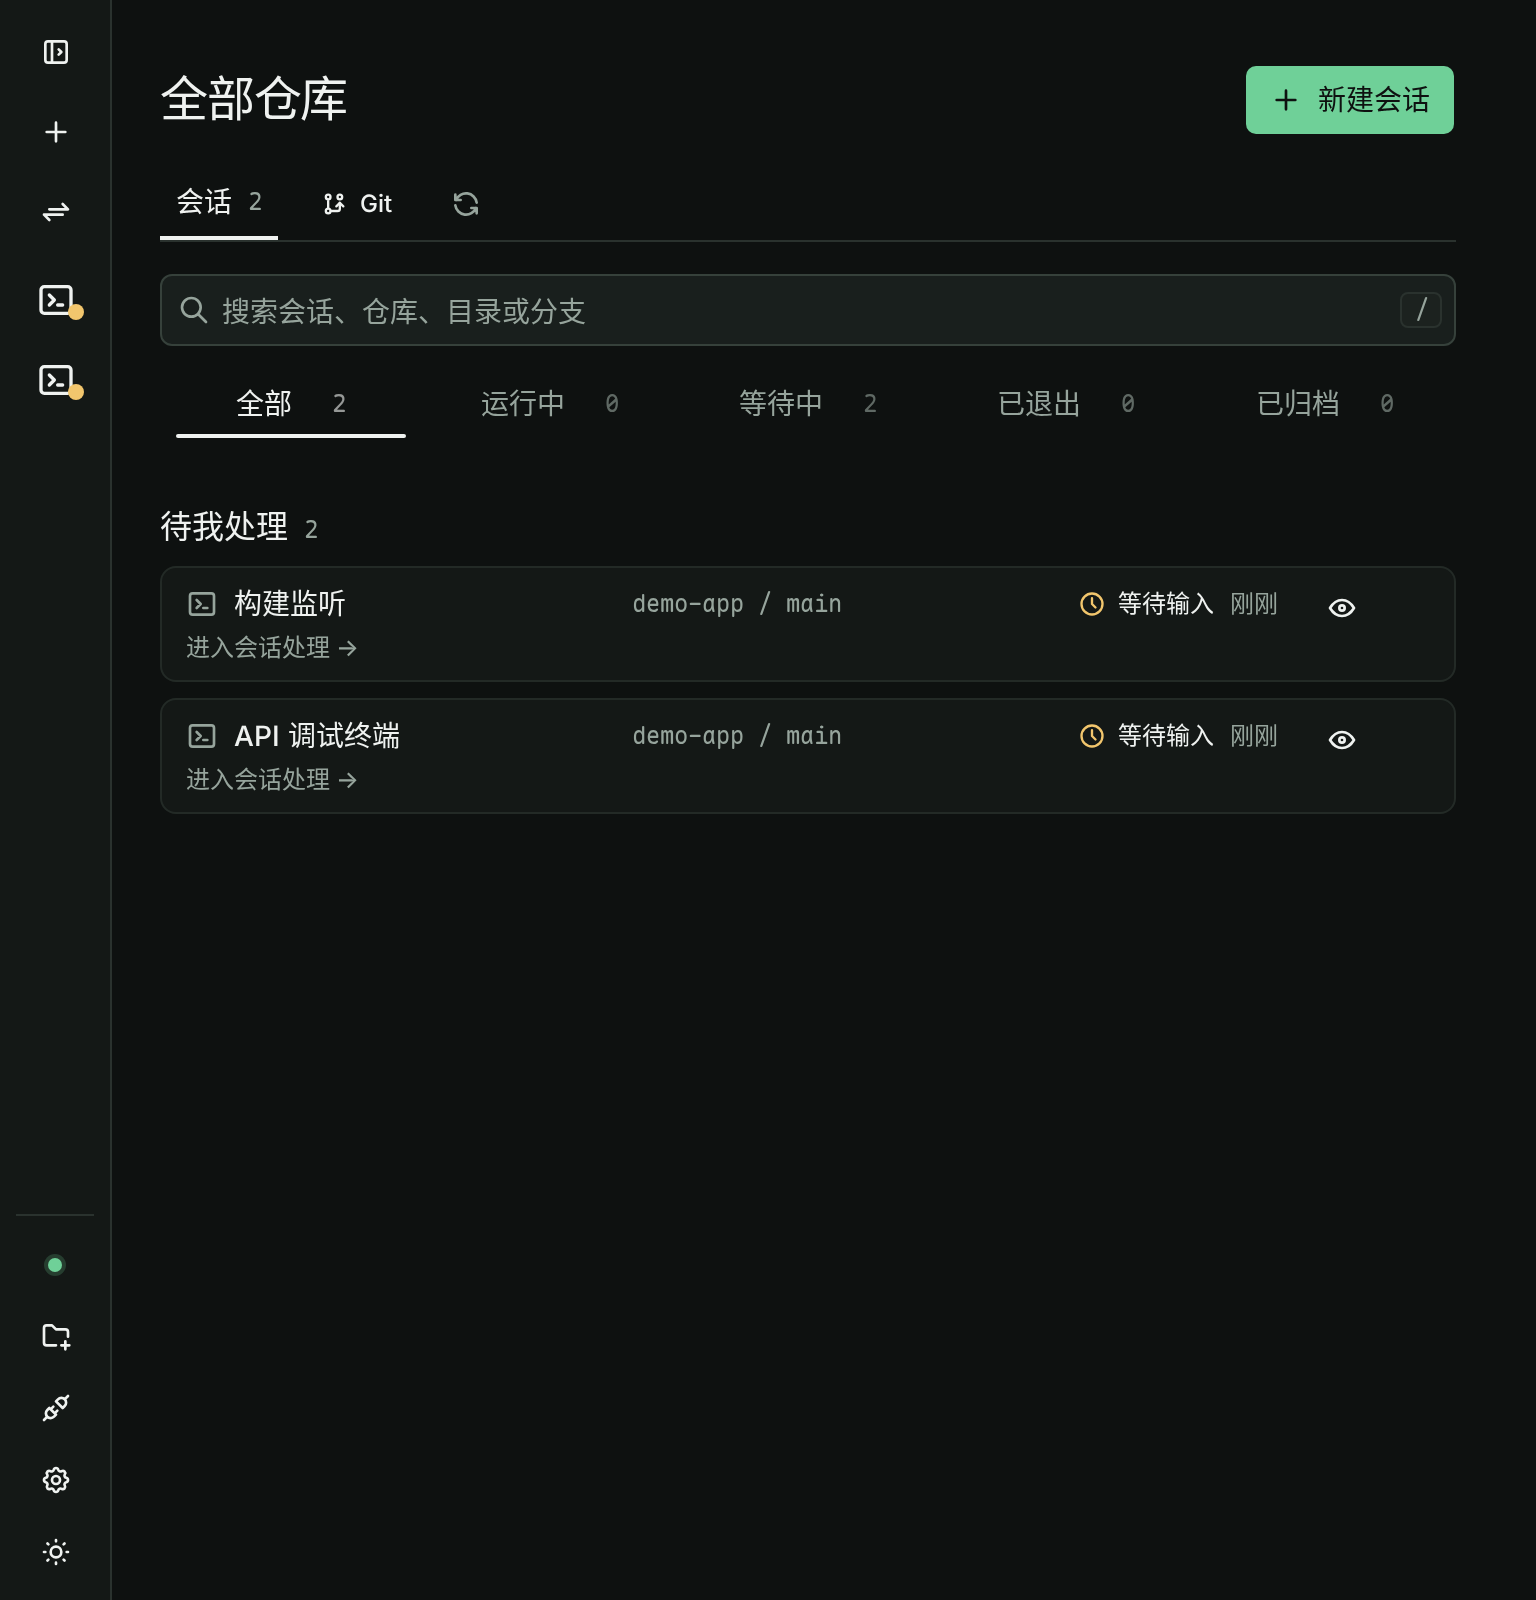 全部仓库
新建会话
会话 2 Git
搜索会话、仓库、目录或分支 /
全部 2 运行中 0 等待中 2 已退出 0 已归档 0
待我处理 2
构建监听 demo-app / main 等待输入 刚刚
进入会话处理 →
API 调试终端 demo-app / main 等待输入 刚刚
进入会话处理 →